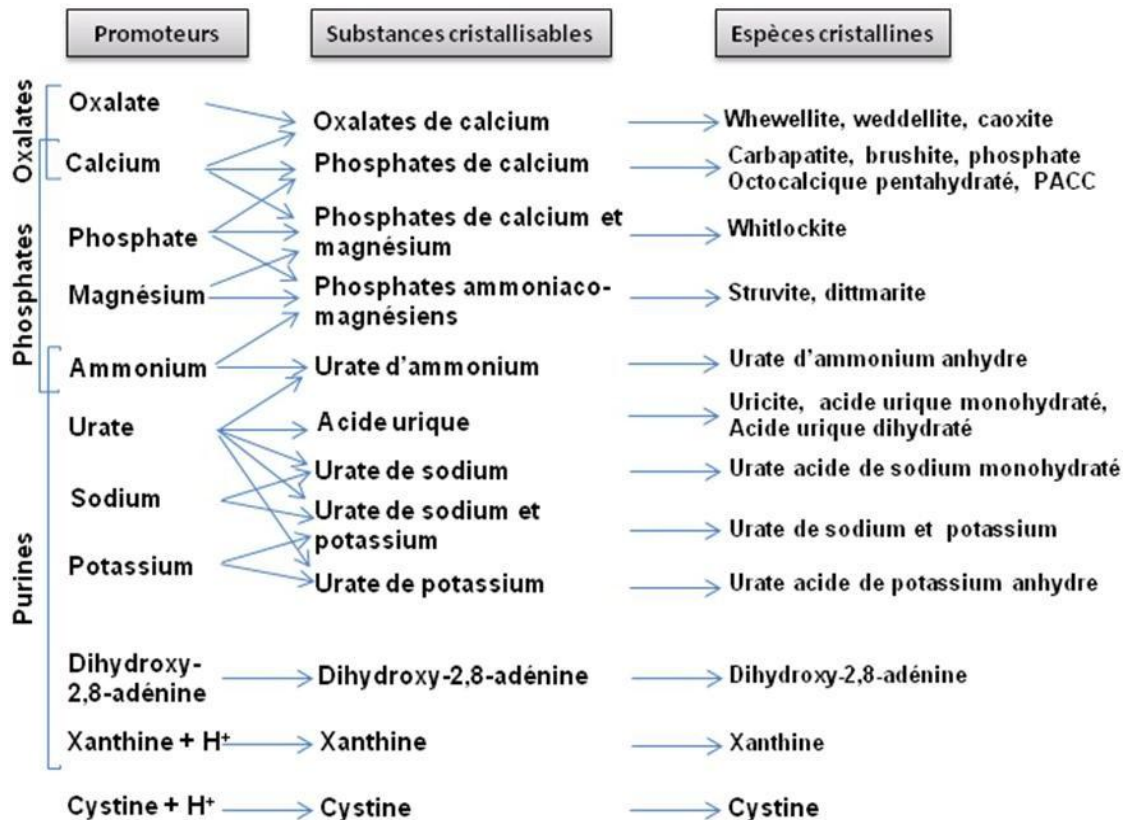 Promoteurs
Substances cristallisables
Espèces cristallines
Oxalates
Phosphates
Purines
Oxalate
Oxalates de calcium
Whewellite, weddellite, caoxite
Calcium
Phosphates de calcium
Carbapatite, brushite, phosphate
Octocalcique pentahydraté, PACC
Phosphate
Phosphates de calcium et
magnésium
Whitlockite
Magnésium
Phosphates ammoniaco-
magnésiens
Struvite, dittmarite
Ammonium
Urate d'ammonium
Urate d'ammonium anhydre
Urate
Acide urique
Uricite, acide urique monohydraté,
Acide urique dihydraté
Urate de sodium
Urate acide de sodium monohydraté
Sodium
Urate de sodium et
potassium
Urate de sodium et potassium
Potassium
Urate de potassium
Urate acide de potassium anhydre
Dihydroxy-
2,8-adénine
Dihydroxy-2,8-adénine
Dihydroxy-2,8-adénine
Xanthine + H⁺
Xanthine
Xanthine
Cystine + H⁺
Cystine
Cystine